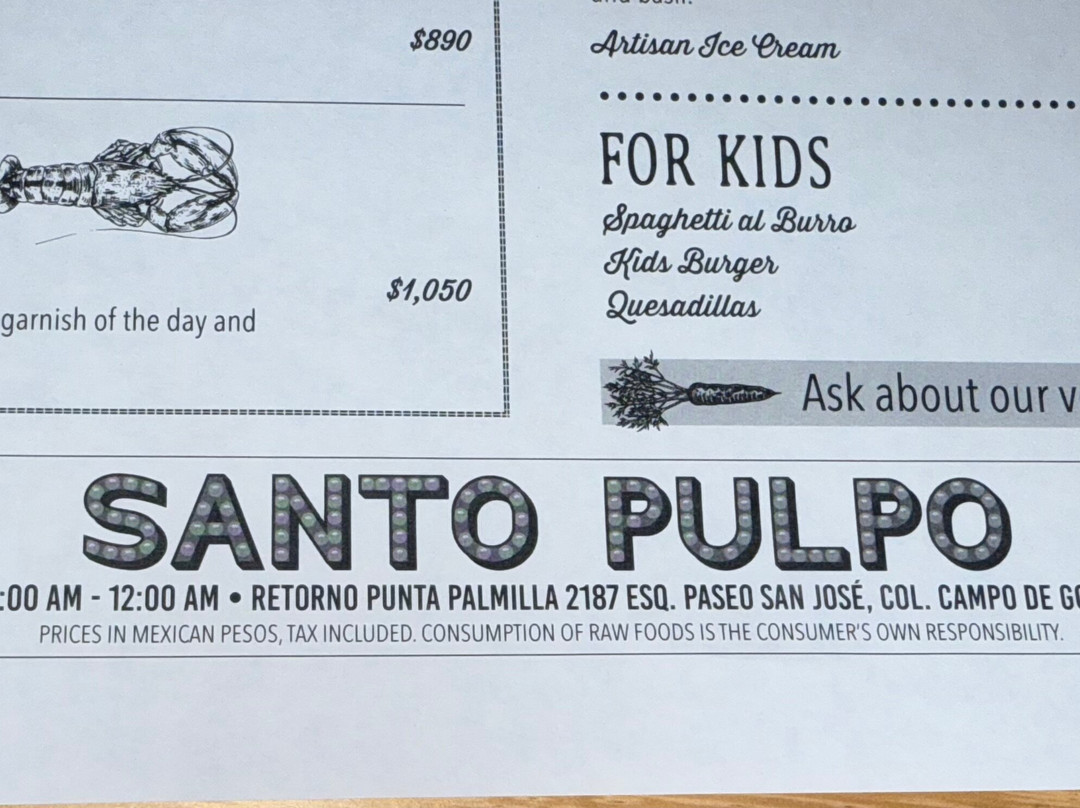 $890
$1,050
garnish of the day and
Artisan Ice Cream
FOR KIDS
Spaghetti al Burro
Kids Burger
Quesadillas
Ask about our
SANTO PULPO
:00 AM - 12:00 AM • RETORNO PUNTA PALMILLA 2187 ESQ. PASEO SAN JOSÉ, COL. CAMPO DE
PRICES IN MEXICAN PESOS, TAX INCLUDED. CONSUMPTION OF RAW FOODS IS THE CONSUMER'S OWN RESPONSIBILITY.